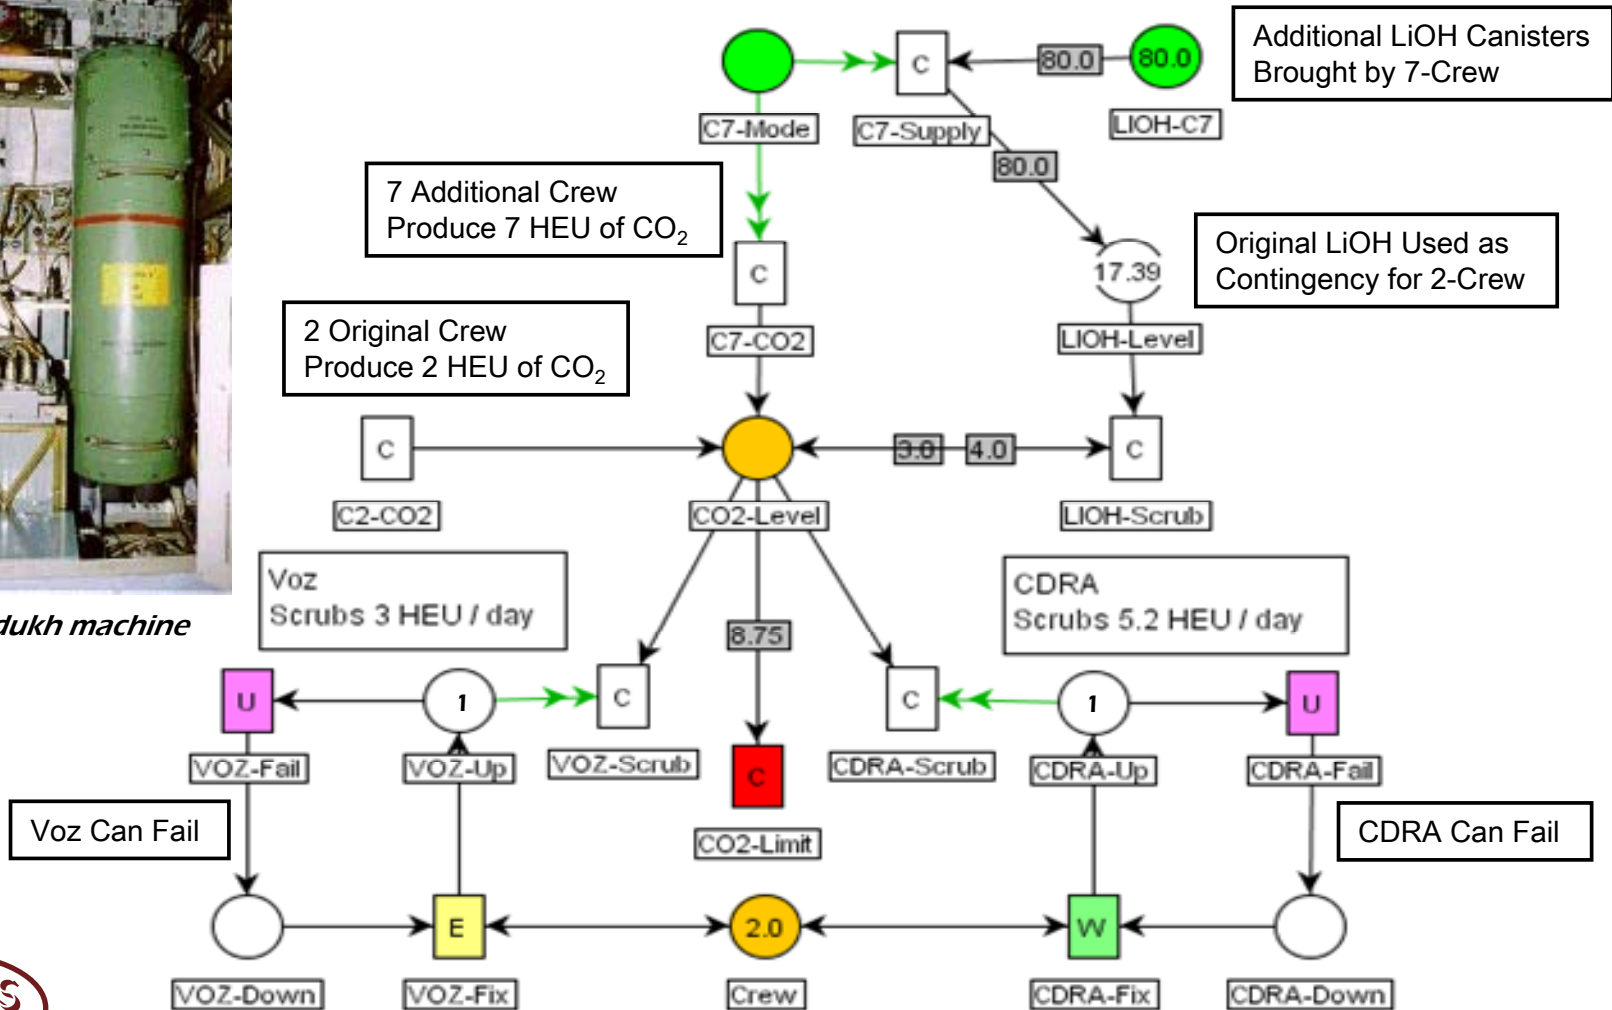 80.0
80.0
C
Additional LiOH Canisters
Brought by 7-Crew
C7-Mode
C7-Supply
LIOH-C7
80.0
7 Additional Crew
Produce 7 HEU of CO₂
C
17.39
Original LiOH Used as
Contingency for 2-Crew
2 Original Crew
Produce 2 HEU of CO₂
C7-CO2
LIOH-Level
C
3.0
4.0
C
C2-CO2
CO2-Level
LIOH-Scrub
Voz
Scrubs 3 HEU / day
CDRA
Scrubs 5.2 HEU / day
dukh machine
8.75
U
1
C
C
1
U
VOZ-Fail
VOZ-Up
VOZ-Scrub
C
CDRA-Scrub
CDRA-Up
CDRA-Fail
Voz Can Fail
CO2-Limit
CDRA Can Fail
E
2.0
W
VOZ-Down
VOZ-Fix
Crew
CDRA-Fix
CDRA-Down